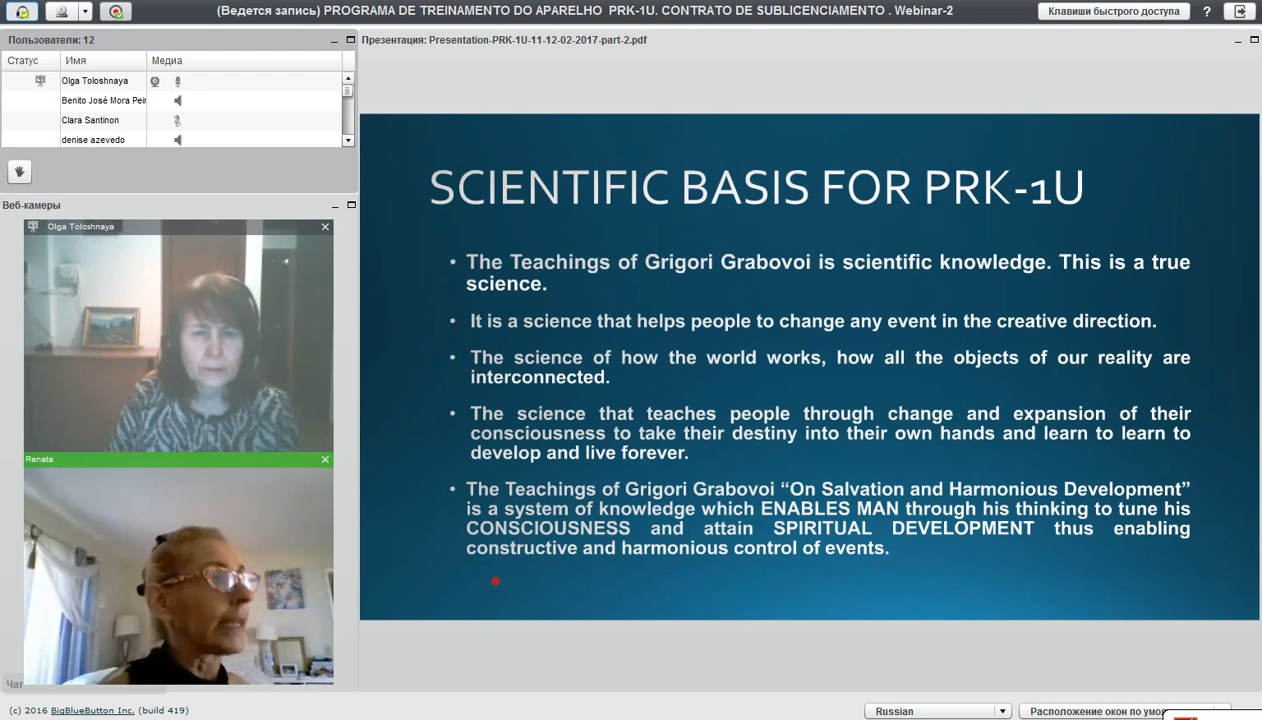 (Ведется запись) PROGRAMA DE TREINAMENTO DO APARELHO PRK-1U. CONTRATO DE SUBLICENCIAMENTO . Webinar-2
Клавиши быстрого доступа
?
Пользователи: 12
Статус Имя Медиа
Olga Toloshnaya
Benito José Mora Peir
Clara Santinon
denise azevedo
Веб-камеры
Olga Toloshnaya
Renata
Чат
Презентация: Presentation-PRK-1U-11-12-02-2017-part-2.pdf
SCIENTIFIC BASIS FOR PRK-1U
• The Teachings of Grigori Grabovoi is scientific knowledge. This is a true
science.
• It is a science that helps people to change any event in the creative direction.
• The science of how the world works, how all the objects of our reality are
interconnected.
• The science that teaches people through change and expansion of their
consciousness to take their destiny into their own hands and learn to learn to
develop and live forever.
• The Teachings of Grigori Grabovoi “On Salvation and Harmonious Development”
is a system of knowledge which ENABLES MAN through his thinking to tune his
CONSCIOUSNESS and attain SPIRITUAL DEVELOPMENT thus enabling
constructive and harmonious control of events.
(c) 2016 BigBlueButton Inc. (build 419)
Russian
Расположение окон по умол